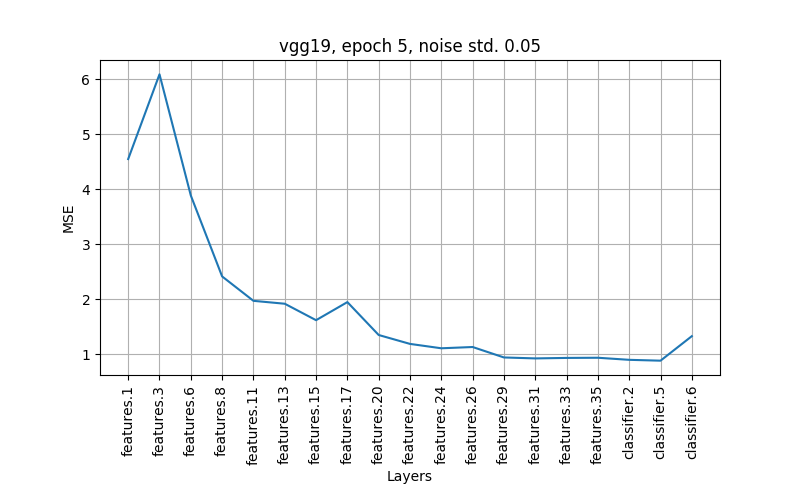 vgg19, epoch 5, noise std. 0.05
6
5
4
3
2
1
MSE
features.1
features.3
features.6
features.8
features.11
features.13
features.15
features.17
features.20
features.22
features.24
features.26
features.29
features.31
features.33
features.35
classifier.2
classifier.5
classifier.6
Layers